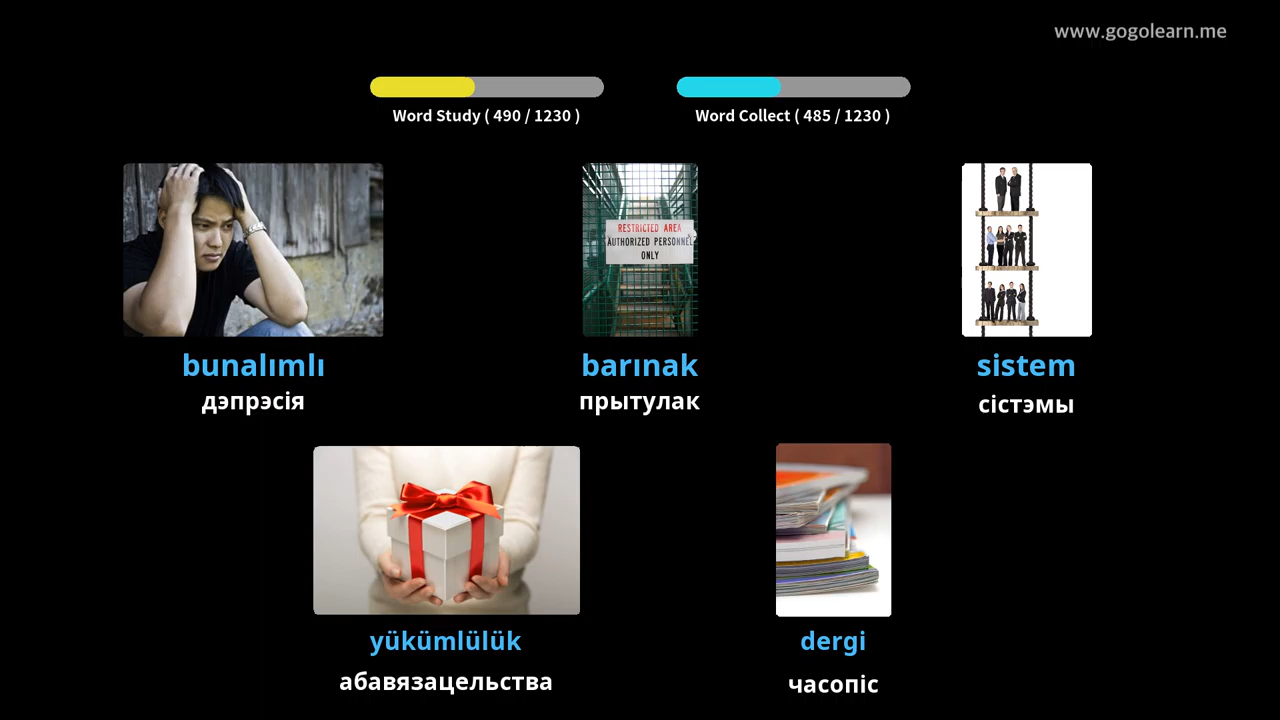 www.gogolearn.me
Word Study ( 490 / 1230 )
Word Collect ( 485 / 1230 )
RESTRICTED AREA
AUTHORIZED PERSONNEL
ONLY
bunalımlı
дэпрэсія
barınak
прытулак
sistem
сістэмы
yükümlülük
абавязацельства
dergi
часопіс